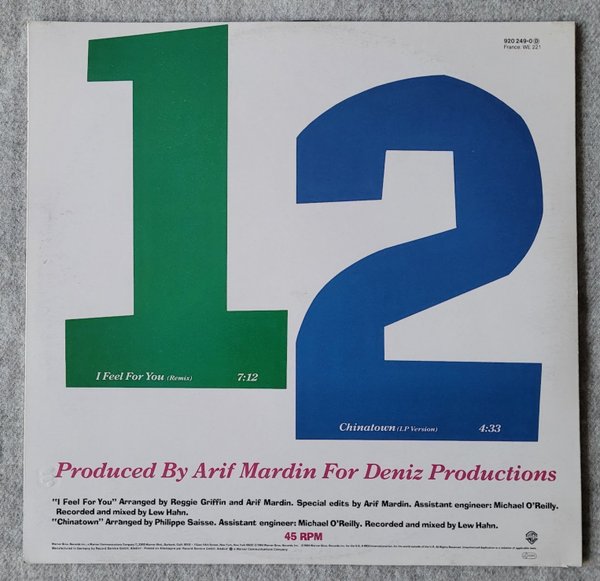 920 249-0
France: WE 221
12
I Feel For You (Remix) 7:12
Chinatown (LP Version) 4:33
Produced By Arif Mardin For Deniz Productions
"I Feel For You" Arranged by Reggie Griffin and Arif Mardin. Special edits by Arif Mardin. Assistant engineer: Michael O'Reilly.
Recorded and mixed by Lew Hahn.
"Chinatown" Arranged by Philippe Saisse. Assistant engineer: Michael O'Reilly. Recorded and mixed by Lew Hahn.
45 RPM